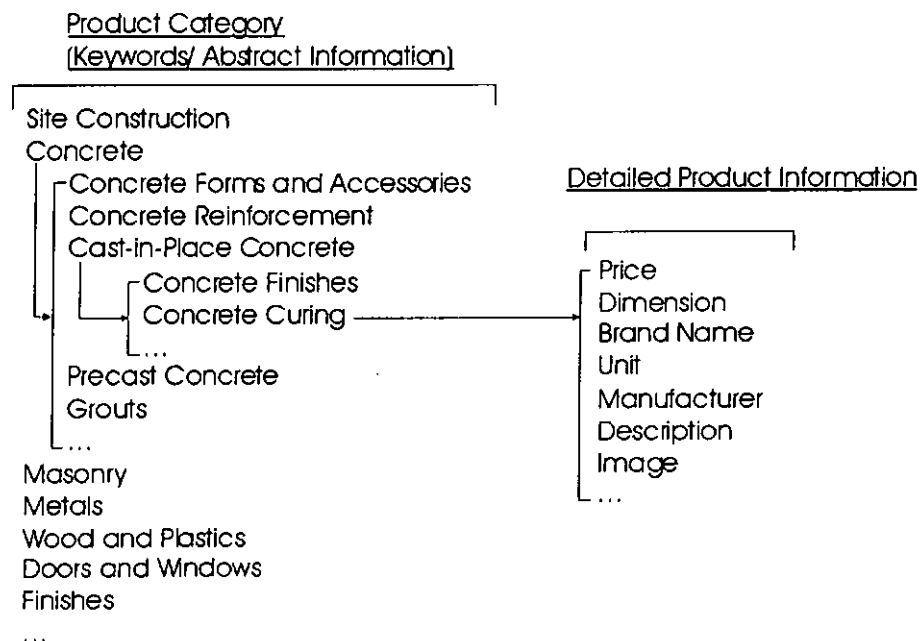 Product Category
(Keywords/ Abstract Information)
Site Construction
Concrete
Concrete Forms and Accessories
Concrete Reinforcement
Cast-in-Place Concrete
Concrete Finishes
Concrete Curing
...
Precast Concrete
Grouts
...
Masonry
Metals
Wood and Plastics
Doors and Windows
Finishes
...
Detailed Product Information
Price
Dimension
Brand Name
Unit
Manufacturer
Description
Image
...